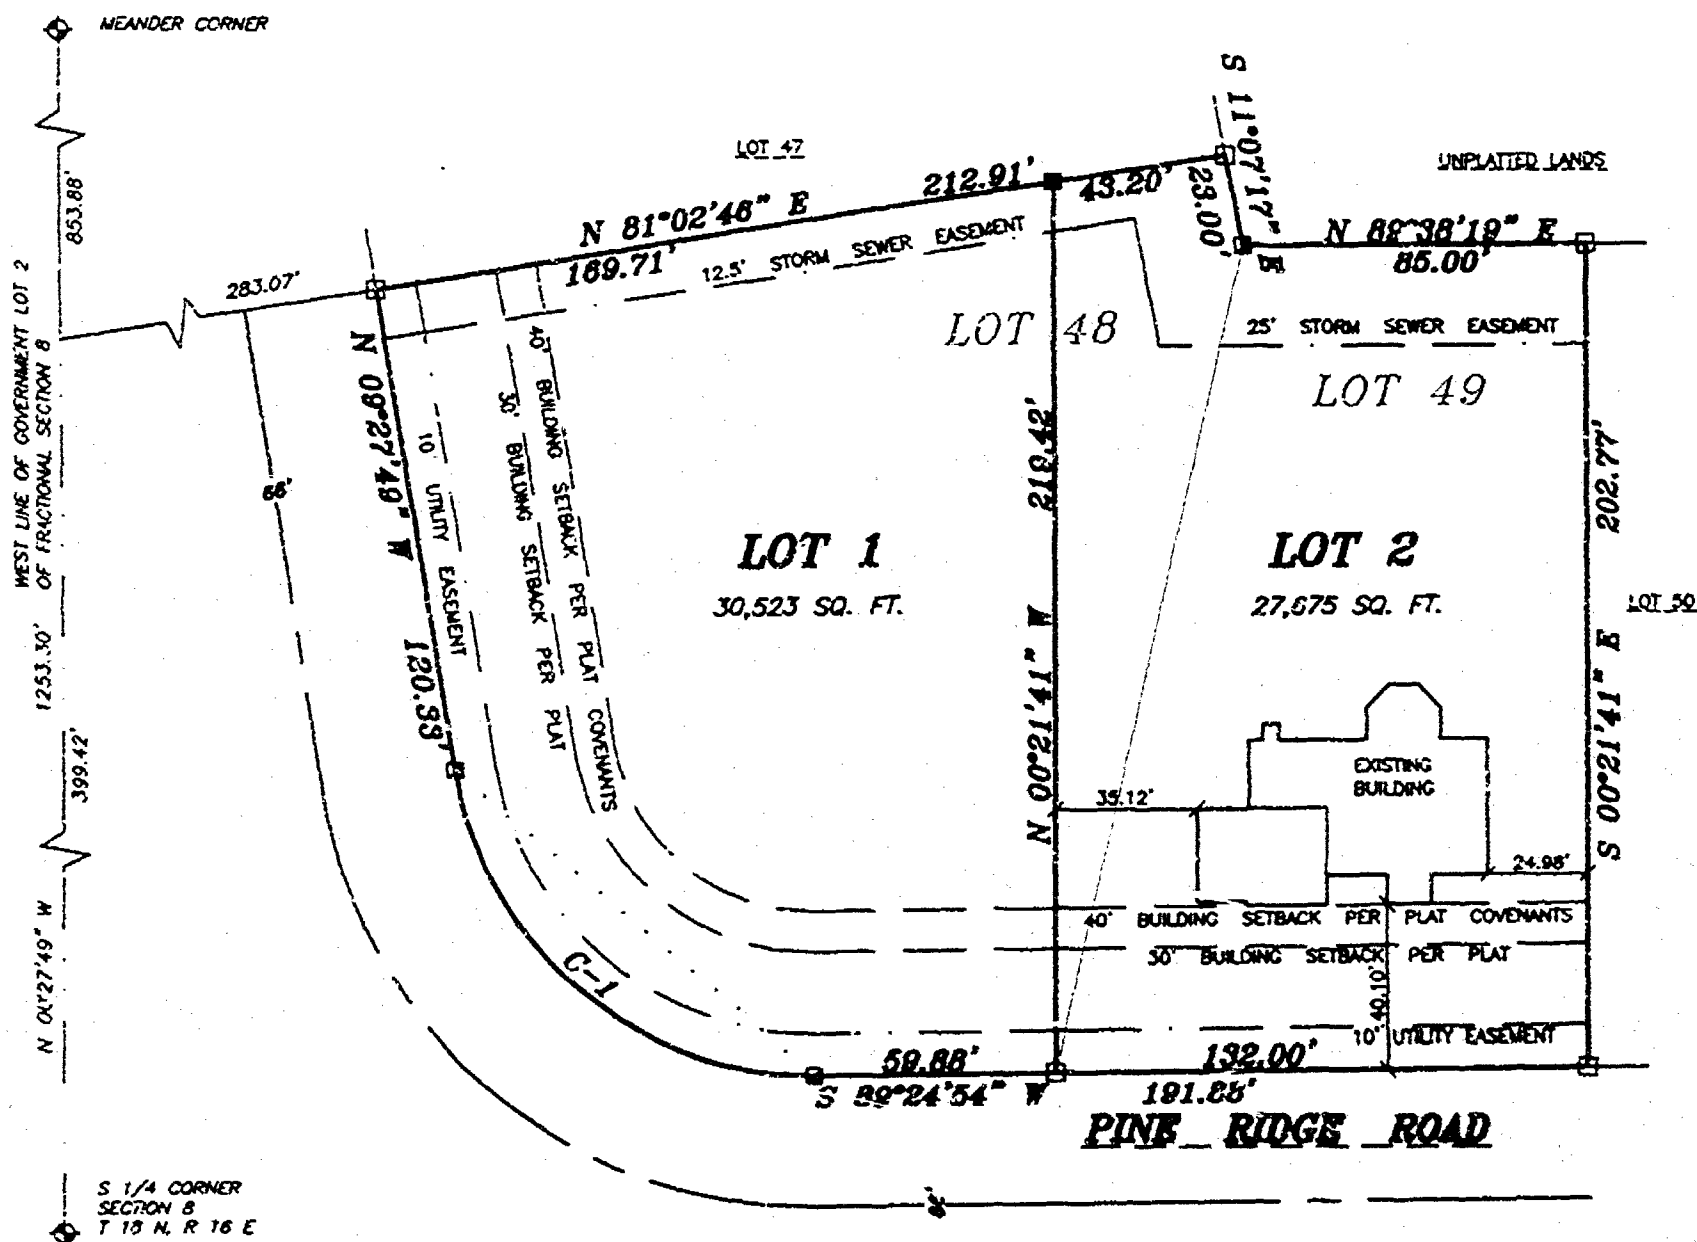 MEANDER CORNER
S 11°07'17" E
LOT 47
UNPLATTED LANDS
853.88'
212.91'
43.20'
23.00'
N 81°02'46" E
N 89°38'19" E
169.71'
85.00'
12.5' STORM SEWER EASEMENT
283.07'
25' STORM SEWER EASEMENT
LOT 48
LOT 49
WEST LINE OF GOVERNMENT LOT 2
OF FRACTIONAL SECTION 8
1253.30'
N 09°27'49" W
120.93'
10' UTILITY EASEMENT
30' BUILDING SETBACK PER PLAT
40' BUILDING SETBACK PER PLAT COVENANTS
66'
219.42'
N 00°21'41" W
202.77'
S 00°21'41" E
LOT 1
30,523 SQ. FT.
LOT 2
27,675 SQ. FT.
LOT 50
399.42'
EXISTING
BUILDING
35.12'
24.98'
40' BUILDING SETBACK PER PLAT COVENANTS
30' BUILDING SETBACK PER PLAT
40.10'
10' UTILITY EASEMENT
C-1
59.88'
132.00'
S 89°24'54" W
191.88'
PINE RIDGE ROAD
S 1/4 CORNER
SECTION 8
R 16 E